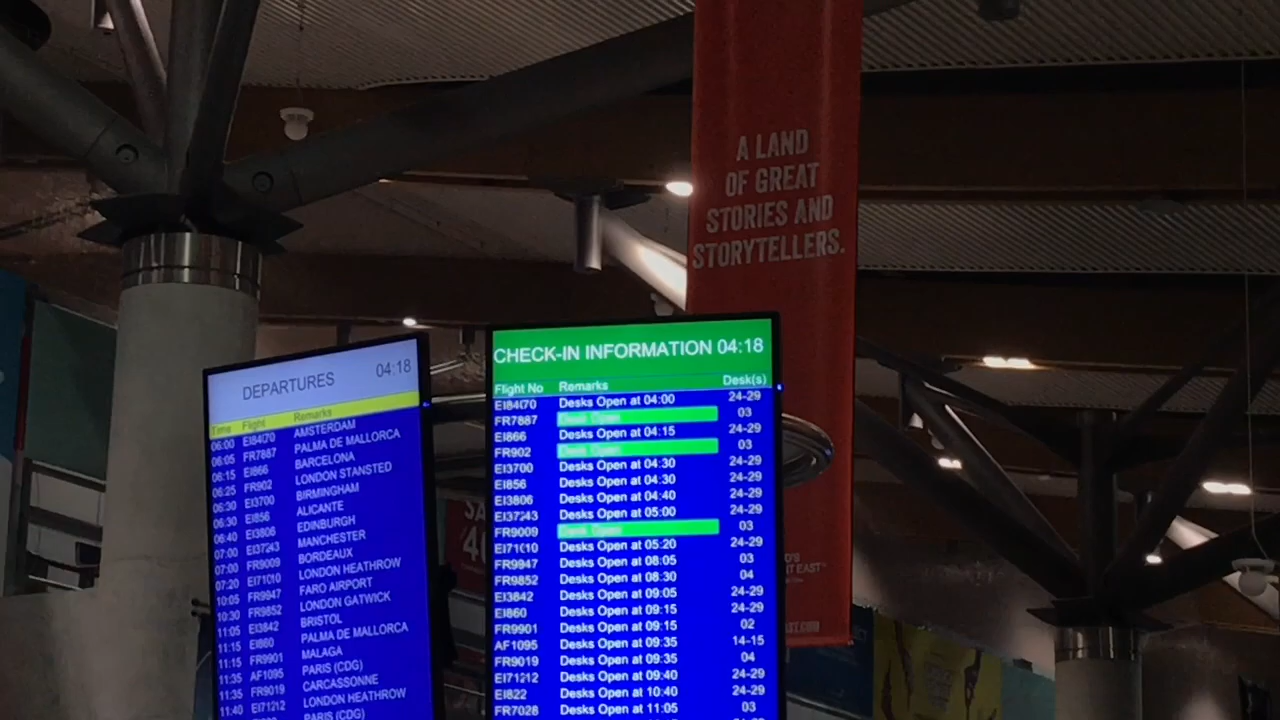 A LAND
OF GREAT
STORIES AND
STORYTELLERS.
DEPARTURES 04:18
Time Flight Remarks
06:00 AMSTERDAM
06:05 FR7887 PALMA DE MALLORCA
06:15 EI866 BARCELONA
06:25 FR902 LONDON STANSTED
06:30 EI3700 BIRMINGHAM
06:30 EI856 ALICANTE
06:40 EI3806 EDINBURGH
07:00 MANCHESTER
07:00 FR9009 BORDEAUX
07:20 LONDON HEATHROW
10:05 FR9947 FARO AIRPORT
10:30 FR9852 LONDON GATWICK
11:05 EI3842 BRISTOL
11:15 EI860 PALMA DE MALLORCA
11:15 FR9901 MALAGA
11:35 AF1095 PARIS (CDG)
11:35 FR9019 CARCASSONNE
11:40 LONDON HEATHROW
PARIS (CDG)
CHECK-IN INFORMATION 04:18
Flight No Remarks Desk(s)
Desks Open at 04:00 24-29
FR7887 03
EI866 Desks Open at 04:15 24-29
FR902 03
EI3700 Desks Open at 04:30 24-29
EI856 Desks Open at 04:30 24-29
EI3806 Desks Open at 04:40 24-29
Desks Open at 05:00 24-29
FR9009 03
Desks Open at 05:20 24-29
FR9947 Desks Open at 08:05 03
FR9852 Desks Open at 08:30 04
EI3842 Desks Open at 09:05 24-29
EI860 Desks Open at 09:15 24-29
FR9901 Desks Open at 09:15 02
AF1095 Desks Open at 09:35 14-15
FR9019 Desks Open at 09:35 04
Desks Open at 09:40 24-29
EI822 Desks Open at 10:40 24-29
FR7028 Desks Open at 11:05 03